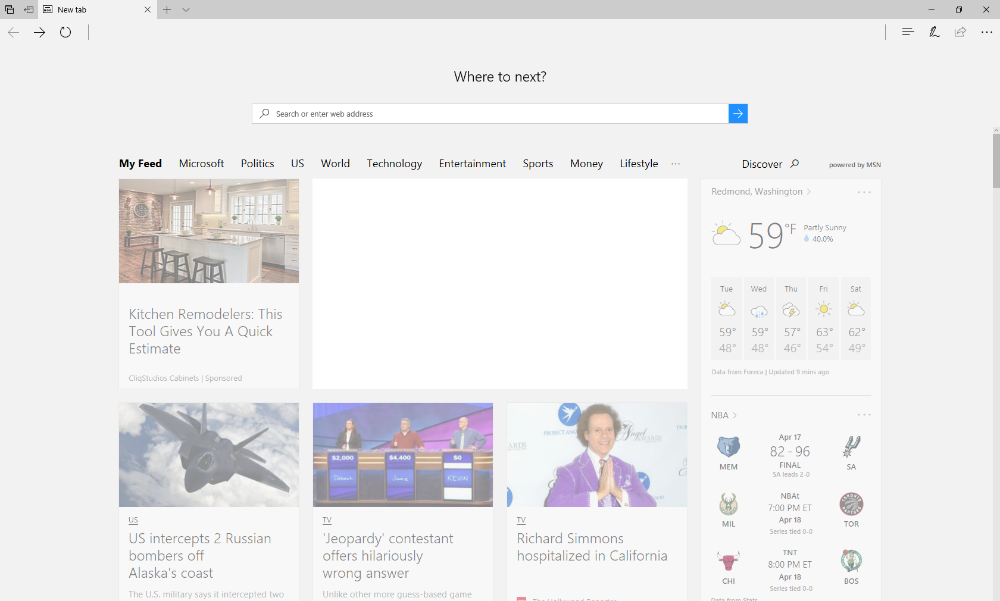 New tab
Where to next?
Search or enter web address
My Feed Microsoft Politics US World Technology Entertainment Sports Money Lifestyle ··· Discover powered by MSN
Kitchen Remodelers: This
Tool Gives You A Quick
Estimate
CliqStudios Cabinets | Sponsored
Redmond, Washington
59°F
Partly Sunny
40.0%
Tue Wed Thu Fri Sat
59° 59° 57° 63° 62°
48° 48° 46° 54° 49°
Data from Foreca | Updated 9 mins ago
US
US intercepts 2 Russian
bombers off
Alaska's coast
The U.S. military says it intercepted two
$2,000 $4,400 $0
Deborah Jamie KEVIN
TV
'Jeopardy' contestant
offers hilariously
wrong answer
Unlike other more guess-based game
PROJECT ANG
Angel
AWARDS
ARDS
TV
Richard Simmons
hospitalized in California
The Hollywood Reporter
NBA
Apr 17
82 - 96
FINAL
SA leads 2-0
MEM SA
NBAt
7:00 PM ET
Apr 18
Series tied 0-0
MIL TOR
TORONTO
RAPTORS
TNT
8:00 PM ET
Apr 18
Series tied 0-0
CHI BOS
Data from Stats